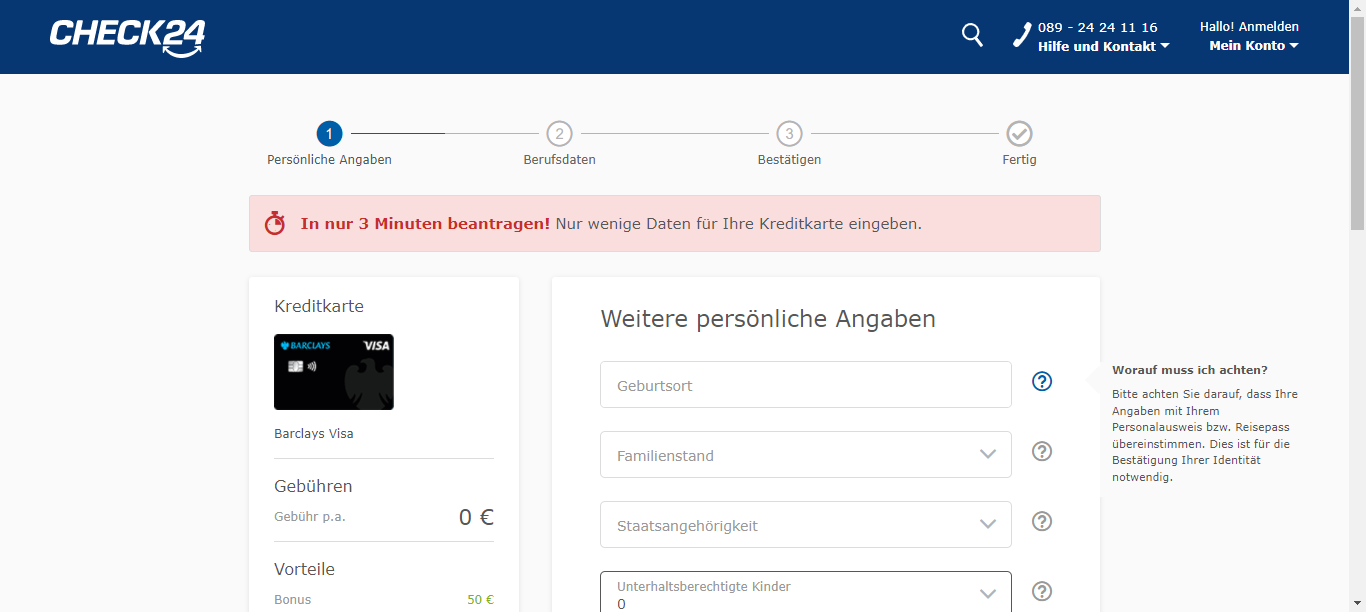 CHECK24
089 - 24 24 11 16
Hilfe und Kontakt
Hallo! Anmelden
Mein Konto
1
2
3
Persönliche Angaben
Berufsdaten
Bestätigen
Fertig
In nur 3 Minuten beantragen! Nur wenige Daten für Ihre Kreditkarte eingeben.
Kreditkarte
BARCLAYS
VISA
Barclays Visa
Gebühren
Gebühr p.a.
0 €
Vorteile
Bonus
50 €
Weitere persönliche Angaben
Geburtsort
?
Familienstand
?
Staatsangehörigkeit
?
Unterhaltsberechtigte Kinder
0
?
Worauf muss ich achten?
Bitte achten Sie darauf, dass Ihre
Angaben mit Ihrem
Personalausweis bzw. Reisepass
übereinstimmen. Dies ist für die
Bestätigung Ihrer Identität
notwendig.